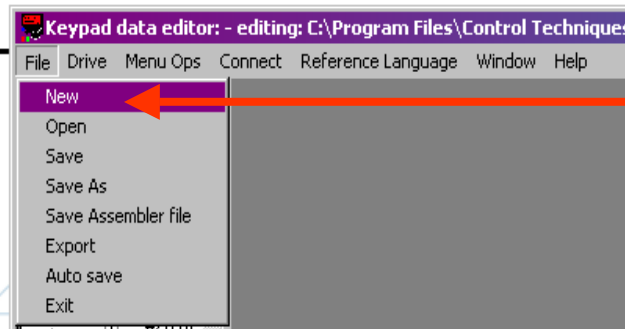 Keypad data editor: - editing: C:\Program Files\Control Techniques
File Drive Menu Ops Connect Reference Language Window Help
New
Open
Save
Save As
Save Assembler file
Export
Auto save
Exit